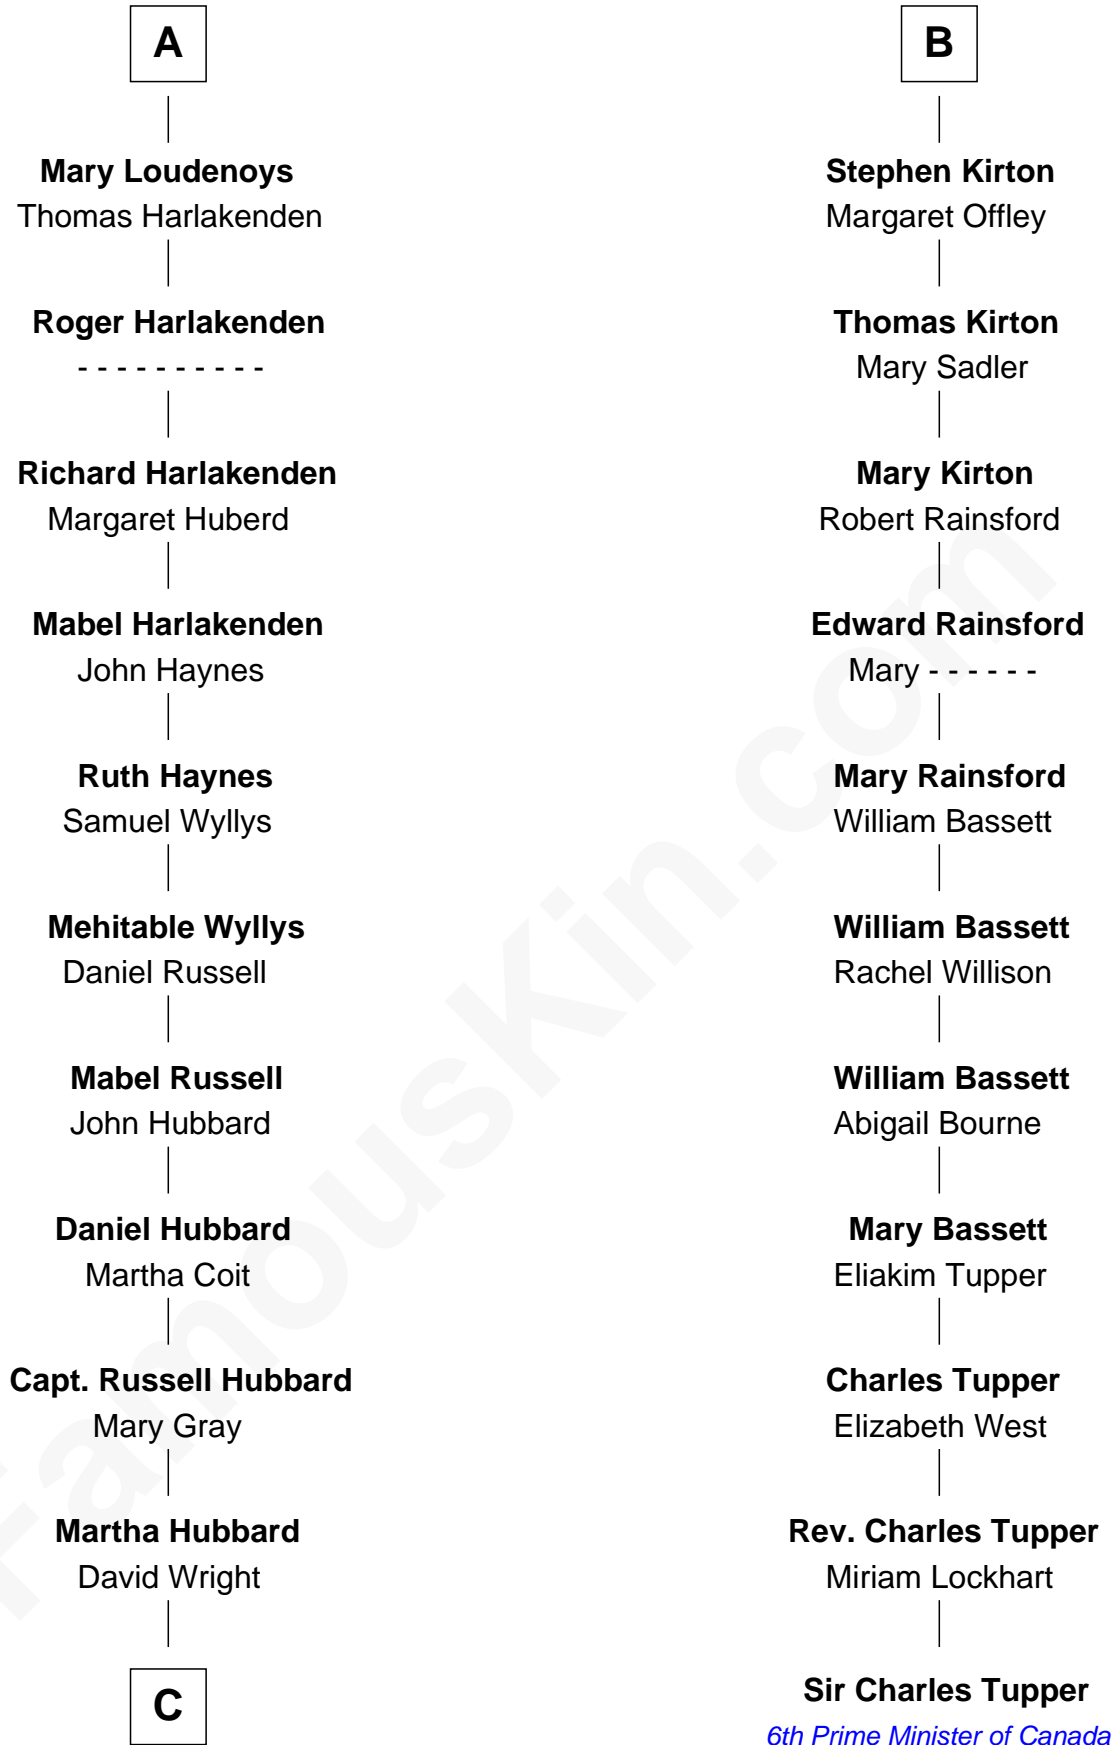 A
Mary Loudenoys
Thomas Harlakenden
Roger Harlakenden
- - - - - - - - - -
Richard Harlakenden
Margaret Huberd
Mabel Harlakenden
John Haynes
Ruth Haynes
Samuel Wyllys
Mehitable Wyllys
Daniel Russell
Mabel Russell
John Hubbard
Daniel Hubbard
Martha Coit
Capt. Russell Hubbard
Mary Gray
Martha Hubbard
David Wright
C
B
Stephen Kirton
Margaret Offley
Thomas Kirton
Mary Sadler
Mary Kirton
Robert Rainsford
Edward Rainsford
Mary - - - - - -
Mary Rainsford
William Bassett
William Bassett
Rachel Willison
William Bassett
Abigail Bourne
Mary Bassett
Eliakim Tupper
Charles Tupper
Elizabeth West
Rev. Charles Tupper
Miriam Lockhart
Sir Charles Tupper
6th Prime Minister of Canada
FamousKin.com